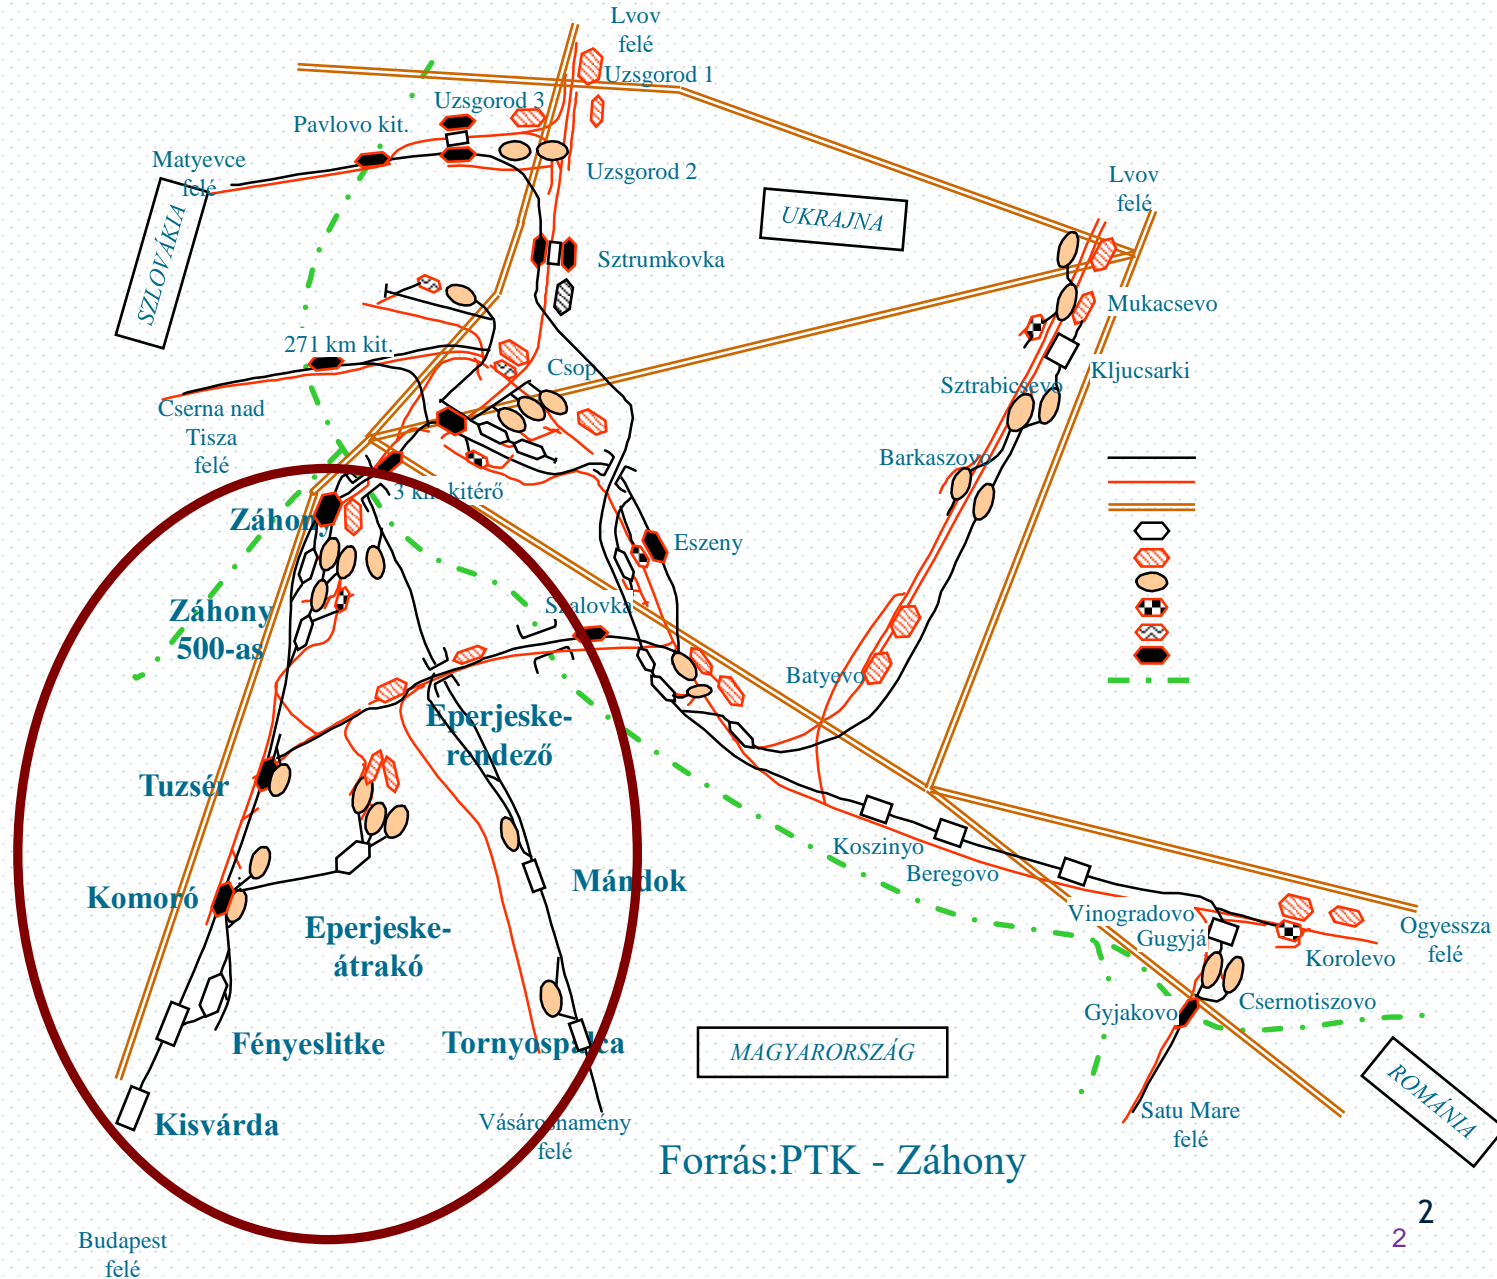 Lvov
felé
Uzsgorod 1
Uzsgorod 3
Pavlovo kit.
Matyevce
felé
Uzsgorod 2
Lvov
felé
SZLOVÁKIA
UKRAJNA
Sztrumkovka
Mukacsevo
271 km kit.
Csop
Kljucsarki
Sztrabicsevo
Cserna nad
Tisza
felé
Barkaszovo
3 km kitérő
Záhony
Eszeny
Záhony
500-as
Szalovka
Batyevo
Eperjeske-
rendező
Tuzsér
Koszinyo
Beregovo
Mándok
Komoró
Vinogradovo
Gugyjá
Ogyessza
felé
Eperjeske-
átrakó
Korolevo
Csernotiszovo
Gyjakovo
Fényeslitke
Tornyospálca
MAGYARORSZÁG
ROMÁNIA
Kisvárda
Vásárosnamény
felé
Satu Mare
felé
Forrás:PTK - Záhony
Budapest
felé
2
2